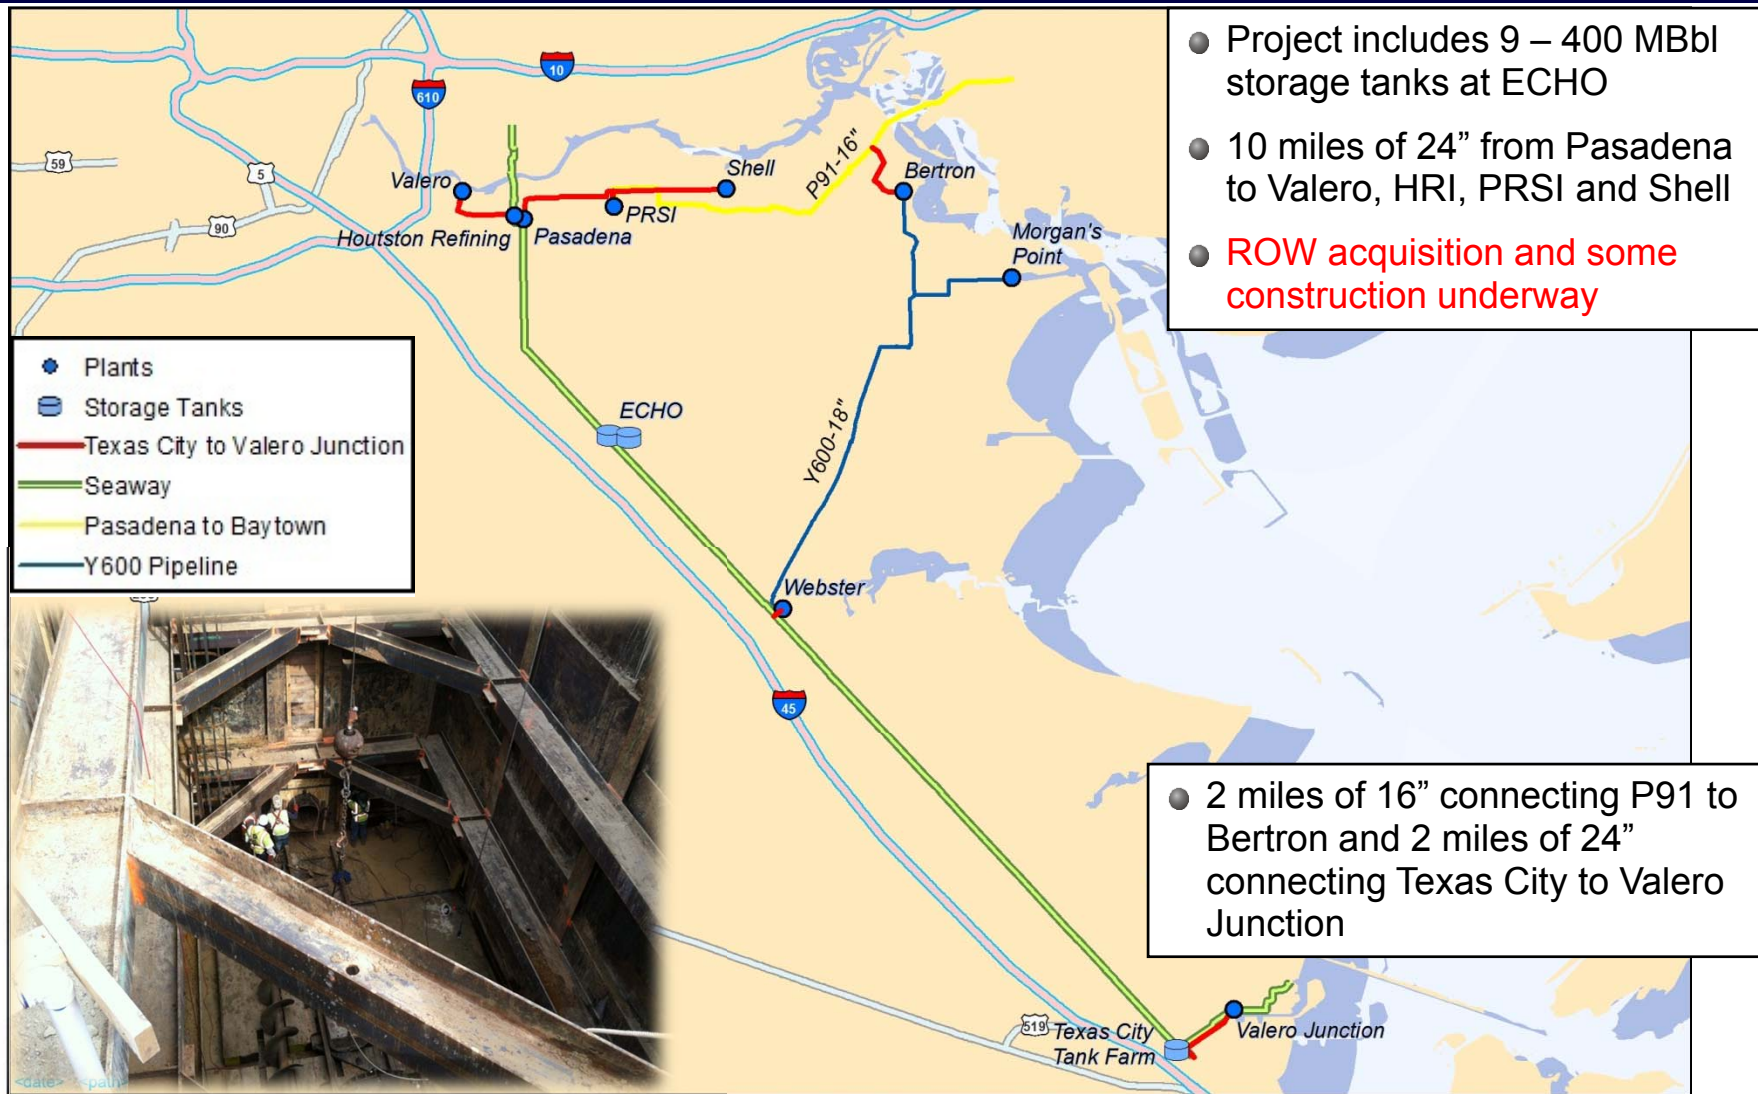 Project includes 9 – 400 MBbl
storage tanks at ECHO
10 miles of 24” from Pasadena
to Valero, HRI, PRSI and Shell
ROW acquisition and some
construction underway
10
610
59
5
90
Valero
Shell
P91-16"
Bertron
PRSI
Houtston Refining
Pasadena
Morgan's
Point
Plants
Storage Tanks
Texas City to Valero Junction
Seaway
Pasadena to Baytown
Y600 Pipeline
ECHO
Y600-18"
Webster
45
2 miles of 16” connecting P91 to
Bertron and 2 miles of 24”
connecting Texas City to Valero
Junction
519
Texas City
Tank Farm
Valero Junction
<date>
<path>